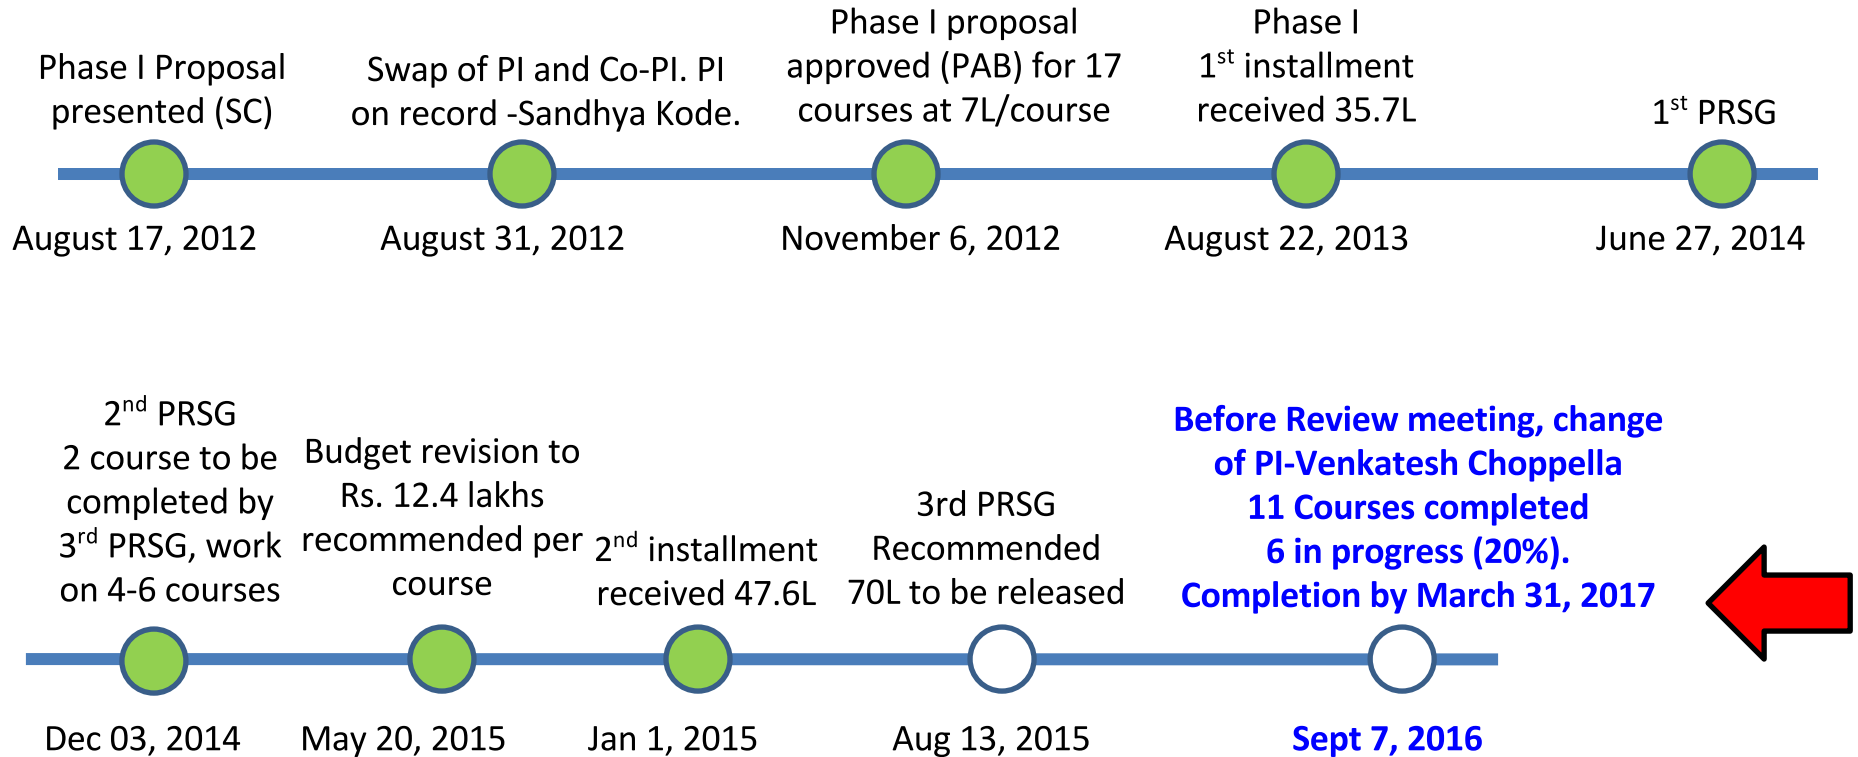 Phase I Proposal
presented (SC)
Swap of PI and Co-PI. PI
on record -Sandhya Kode.
Phase I proposal
approved (PAB) for 17
courses at 7L/course
Phase I
1st installment
received 35.7L
1st PRSG
August 17, 2012
August 31, 2012
November 6, 2012
August 22, 2013
June 27, 2014
2nd PRSG
2 course to be
completed by
3rd PRSG, work
on 4-6 courses
Budget revision to
Rs. 12.4 lakhs
recommended per
course
2nd installment
received 47.6L
3rd PRSG
Recommended
70L to be released
Before Review meeting, change
of PI-Venkatesh Choppella
11 Courses completed
6 in progress (20%).
Completion by March 31, 2017
Dec 03, 2014
May 20, 2015
Jan 1, 2015
Aug 13, 2015
Sept 7, 2016